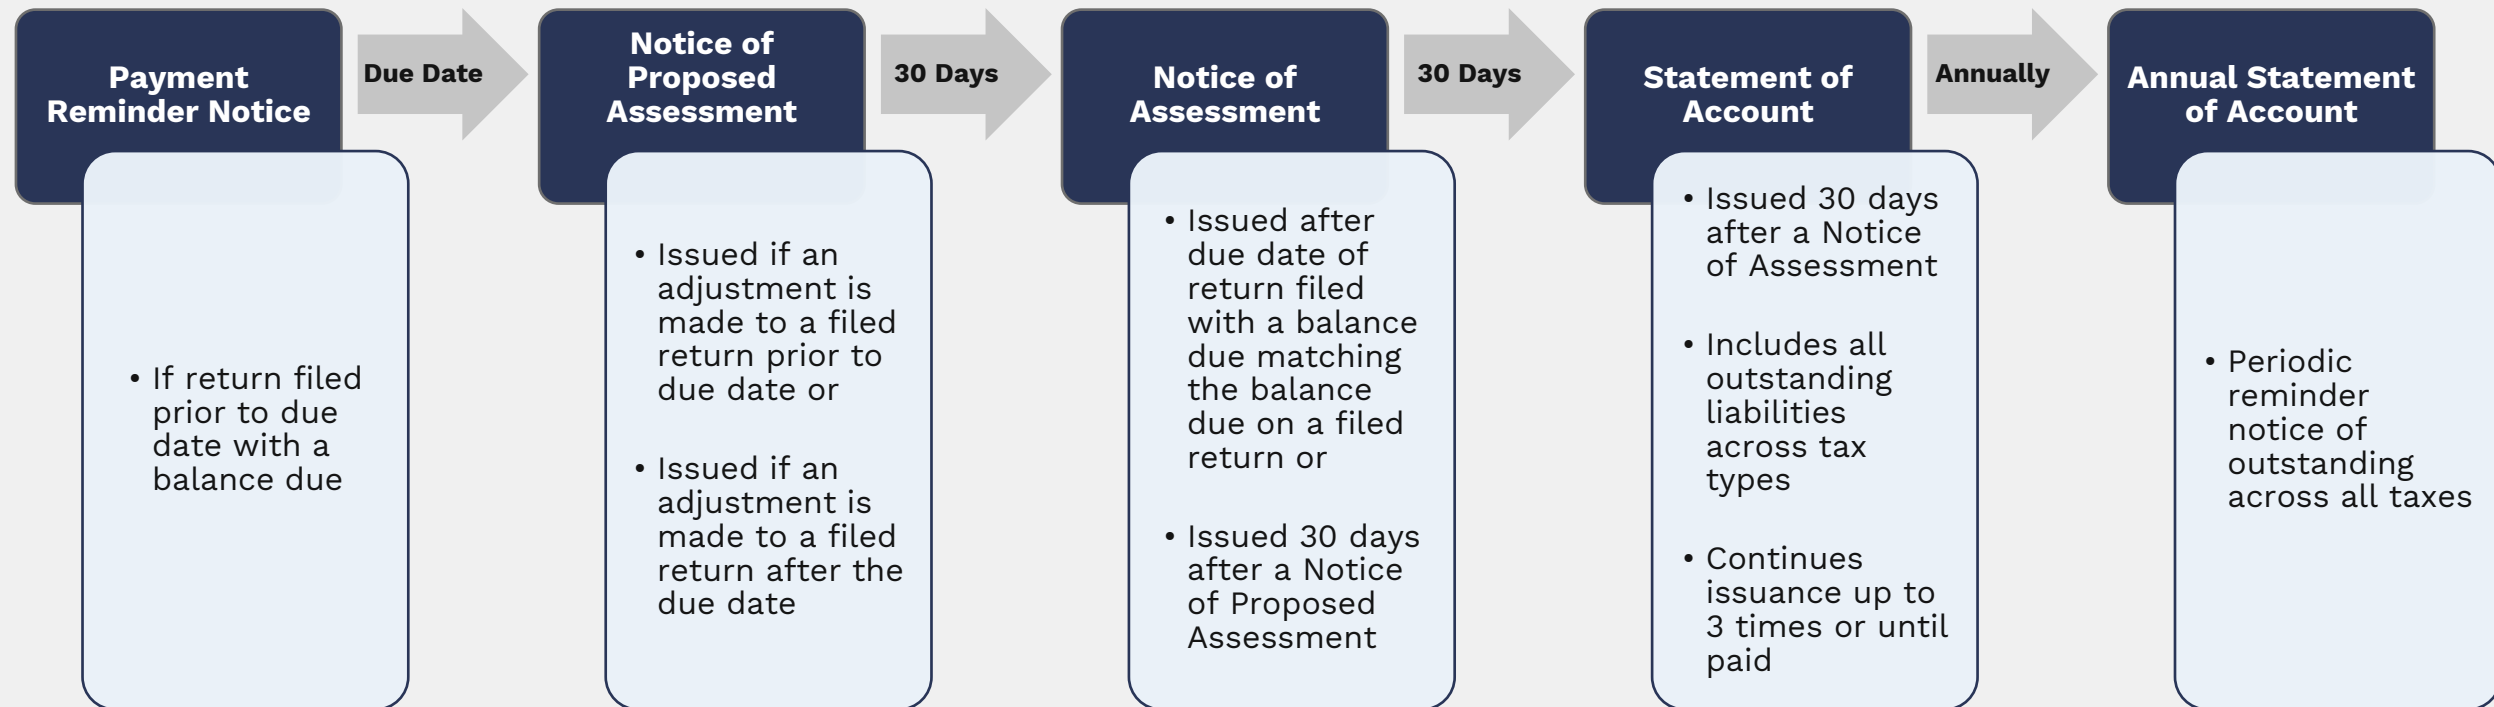 Payment
Reminder Notice
Due Date
Notice of
Proposed
Assessment
30 Days
Notice of
Assessment
30 Days
Statement of
Account
Annually
Annual Statement
of Account
• If return filed
prior to due
date with a
balance due
• Issued if an
adjustment is
made to a filed
return prior to
due date or
• Issued if an
adjustment is
made to a filed
return after the
due date
• Issued after
due date of
return filed
with a balance
due matching
the balance
due on a filed
return or
• Issued 30 days
after a Notice
of Proposed
Assessment
• Issued 30 days
after a Notice
of Assessment
• Includes all
outstanding
liabilities
across tax
types
• Continues
issuance up to
3 times or until
paid
• Periodic
reminder
notice of
outstanding
across all taxes